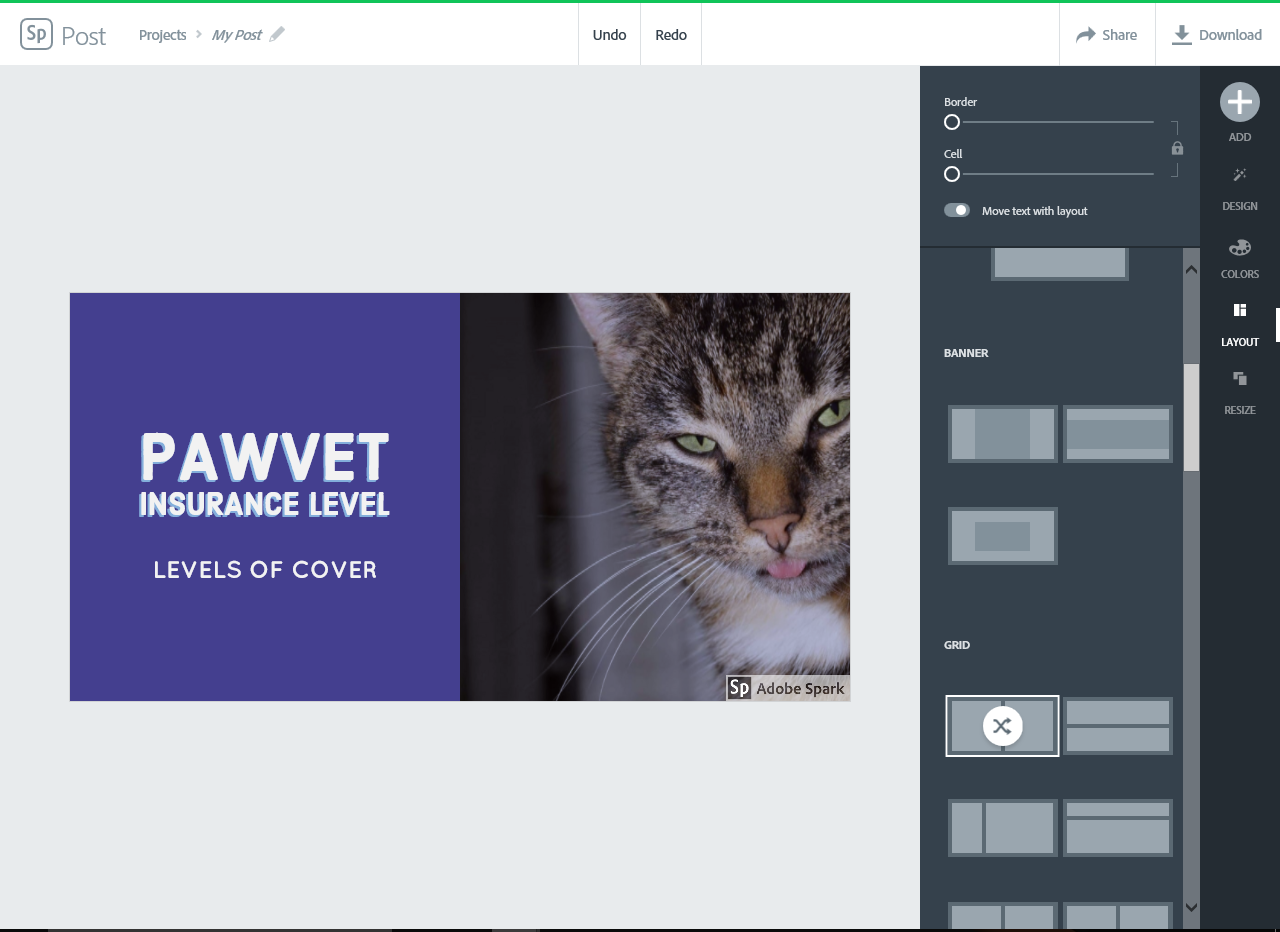 Sp Post
Projects > My Post
Undo
Redo
Share
Download
Border
Cell
Move text with layout
ADD
DESIGN
COLORS
LAYOUT
RESIZE
BANNER
GRID
PAWVET
INSURANCE LEVEL
LEVELS OF COVER
Sp Adobe Spark